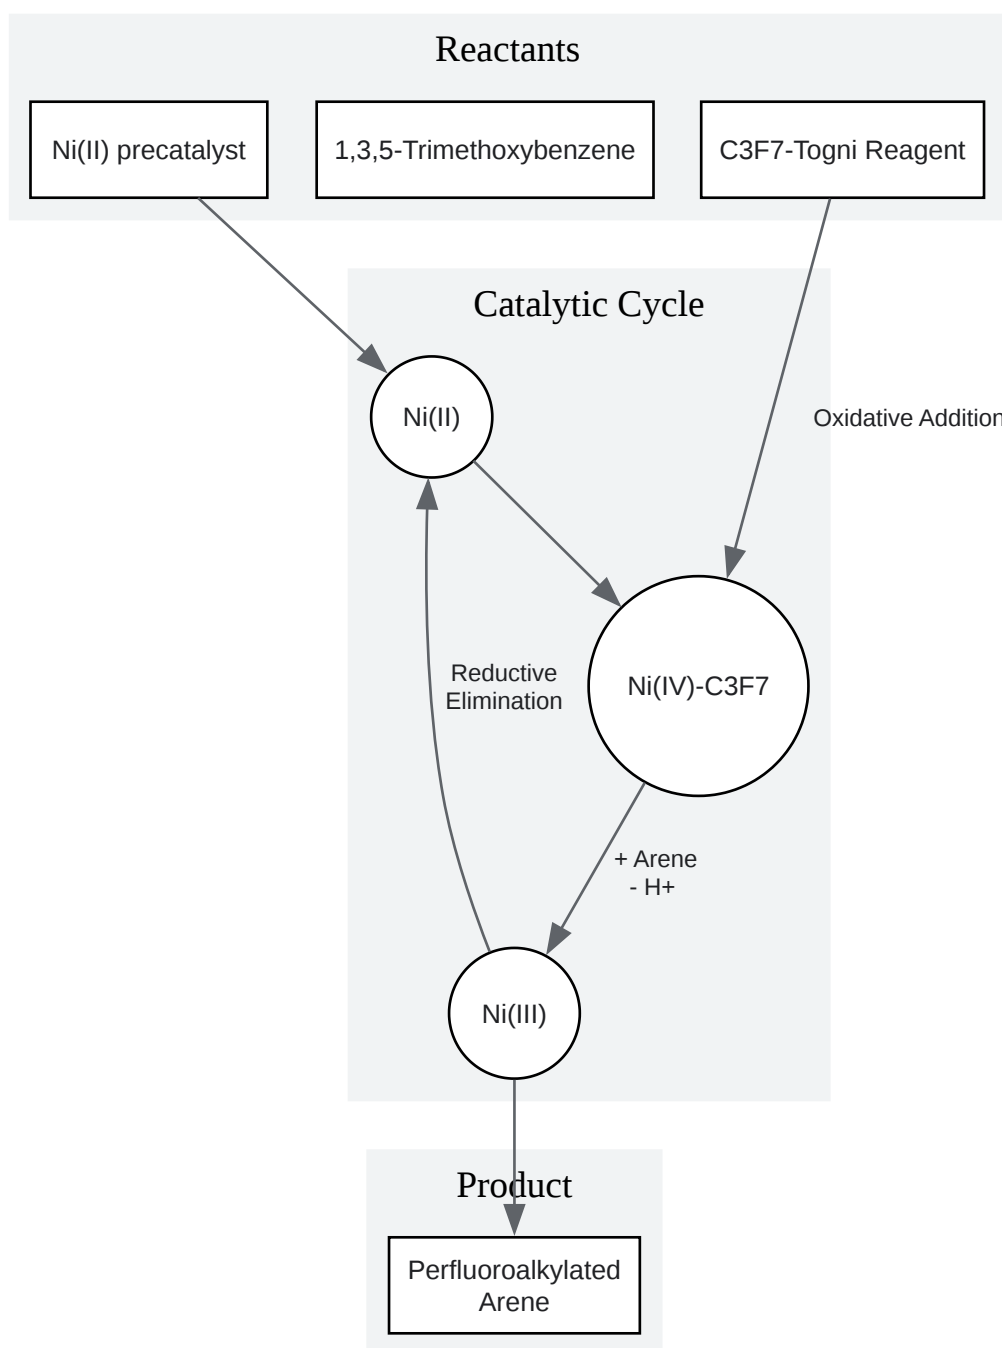 Reactants
Ni(II) precatalyst
1,3,5-Trimethoxybenzene
C3F7-Togni Reagent
Catalytic Cycle
Ni(II)
Oxidative Addition
Reductive
Elimination
Ni(IV)-C3F7
+ Arene
- H+
Ni(III)
Product
Perfluoroalkylated
Arene